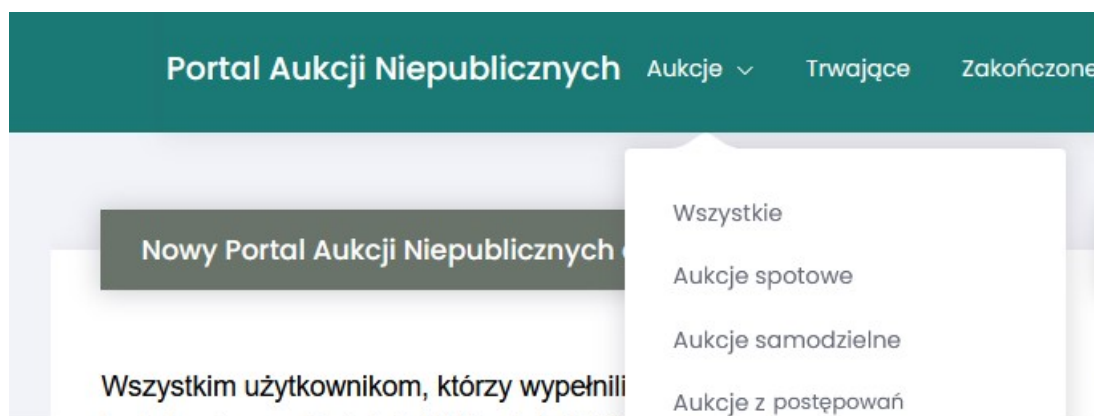 Portal Aukcji Niepublicznych Aukcje Trwające Zakończone
Wszystkie
Nowy Portal Aukcji Niepublicznych
Aukcje spotowe
Aukcje samodzielne
Wszystkim użytkownikom, którzy wypełnili
Aukcje z postępowań